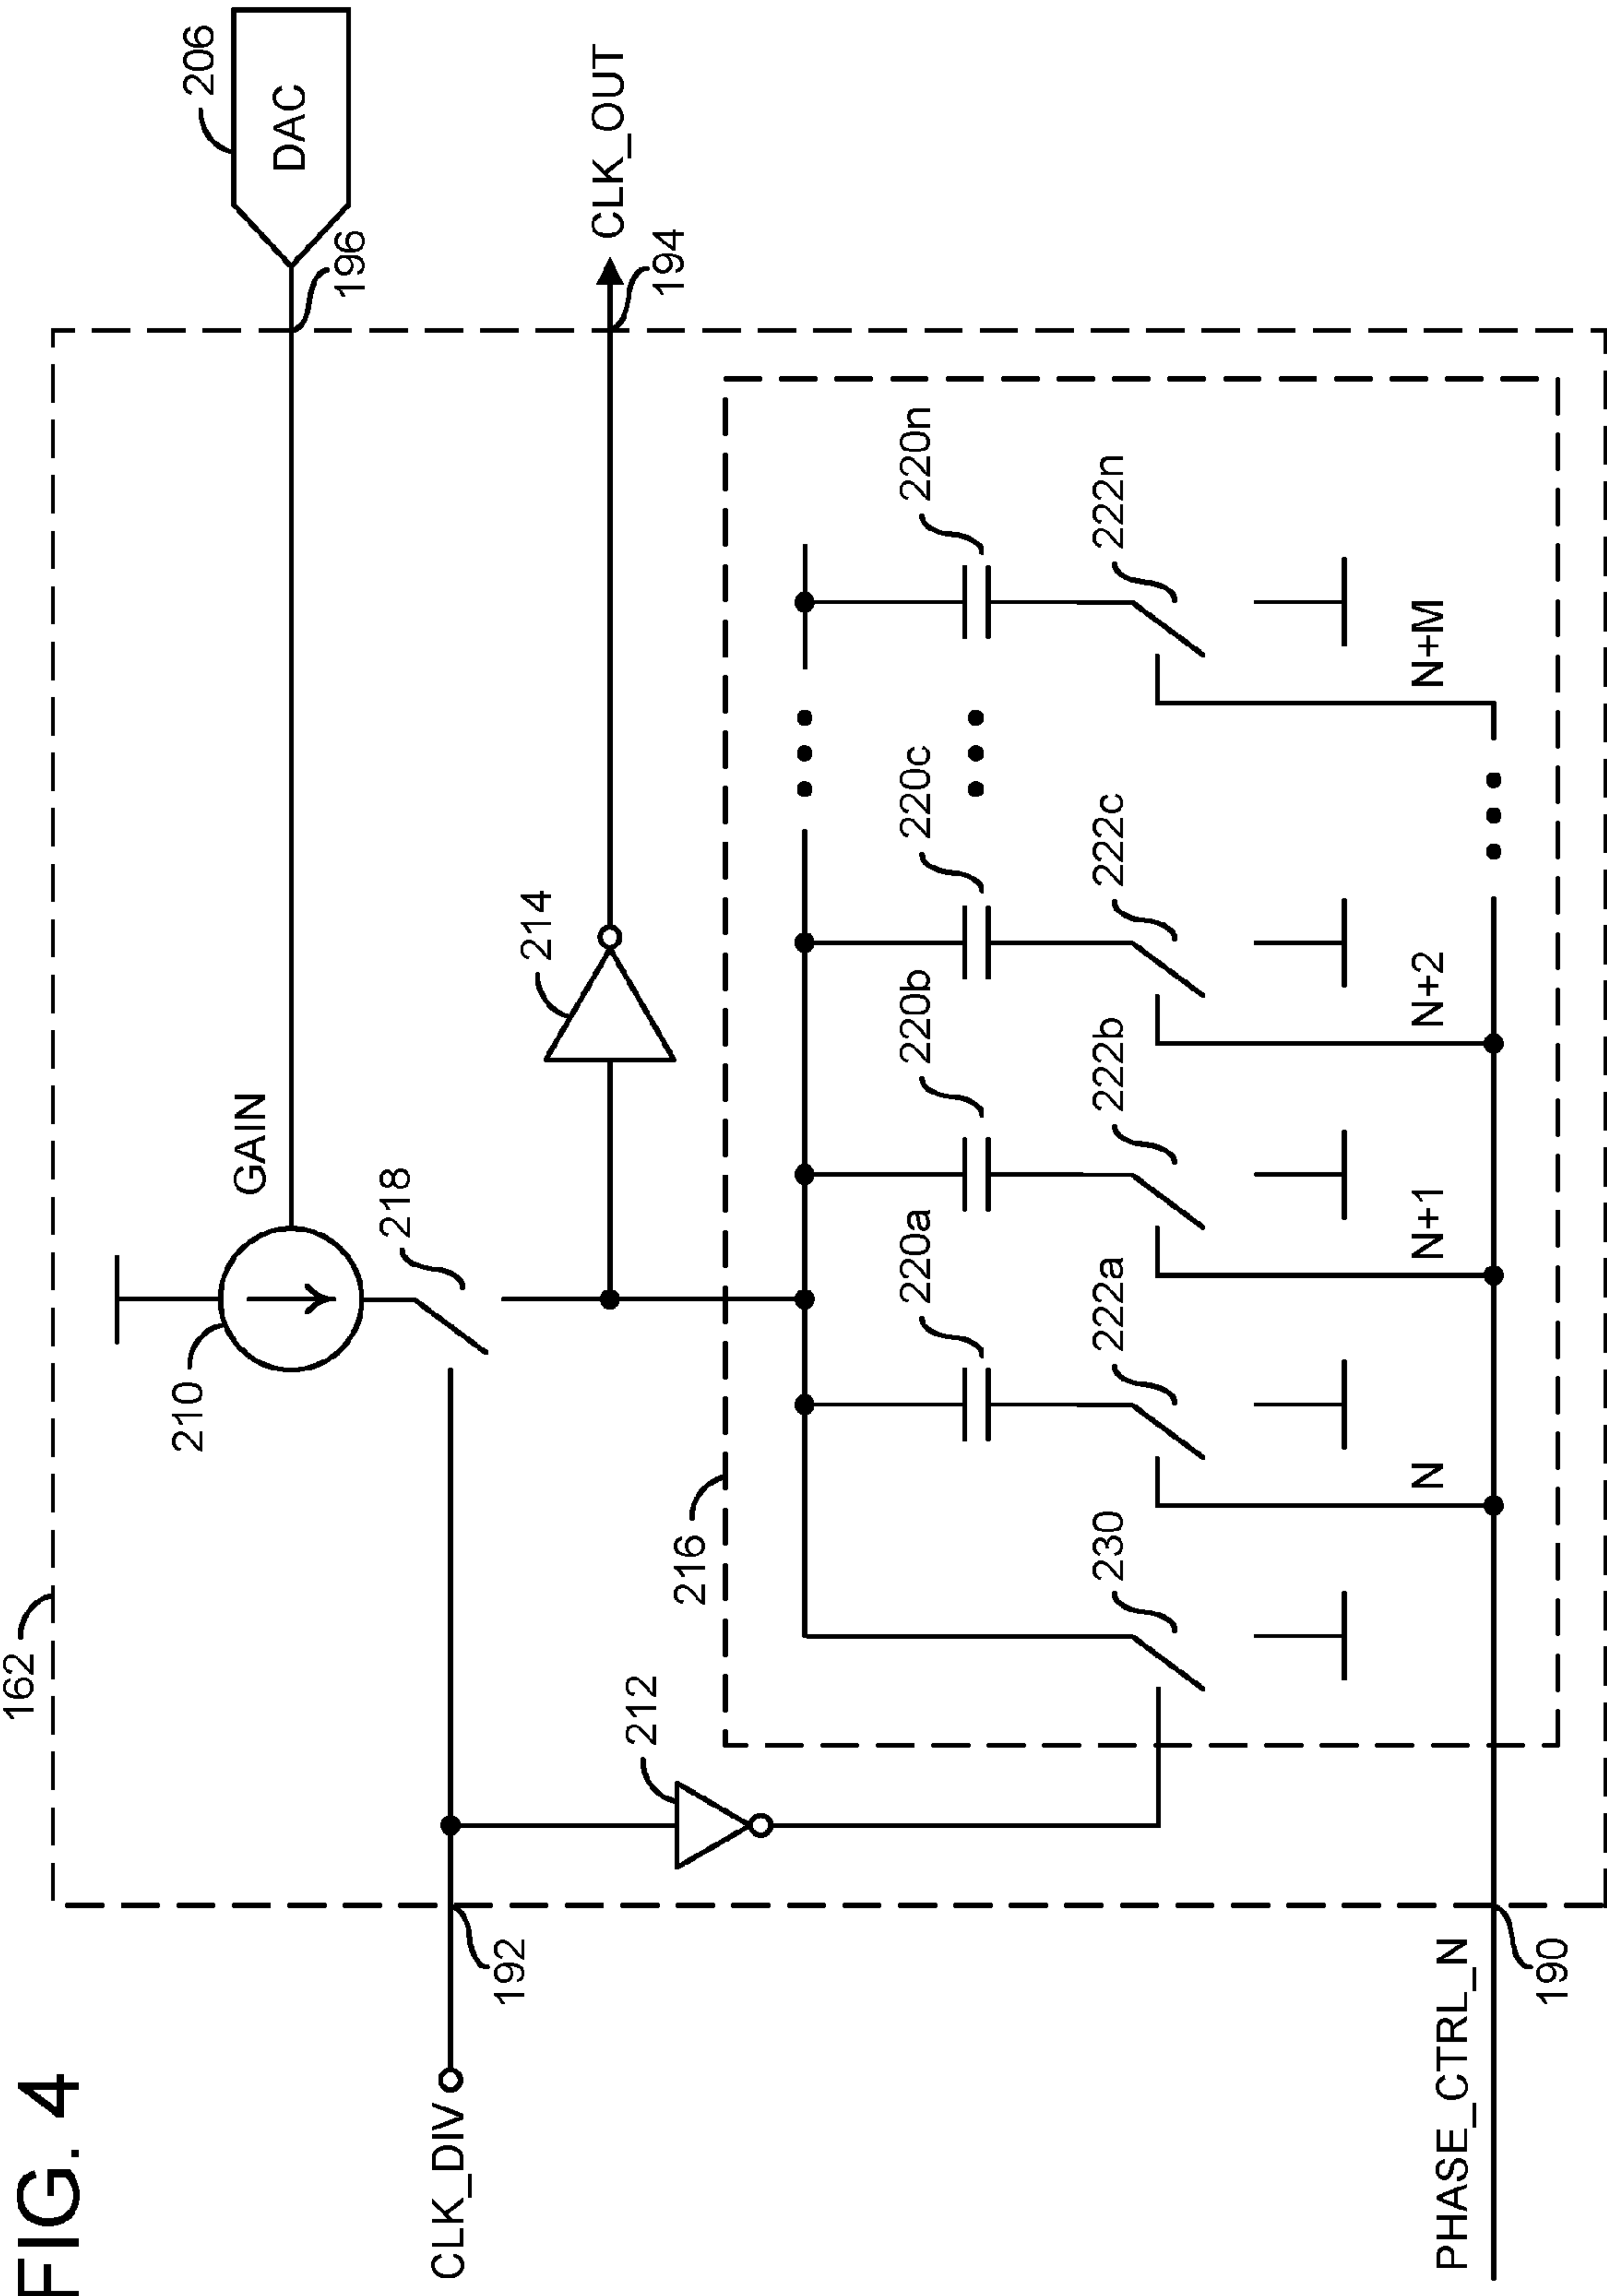 FIG. 4
162
210
GAIN
206
DAC
196
218
CLK_DIV
192
214
CLK_OUT
194
212
216
220a
220b
220c
220n
230
222a
222b
222c
222n
N
N+1
N+2
N+M
PHASE_CTRL_N
190